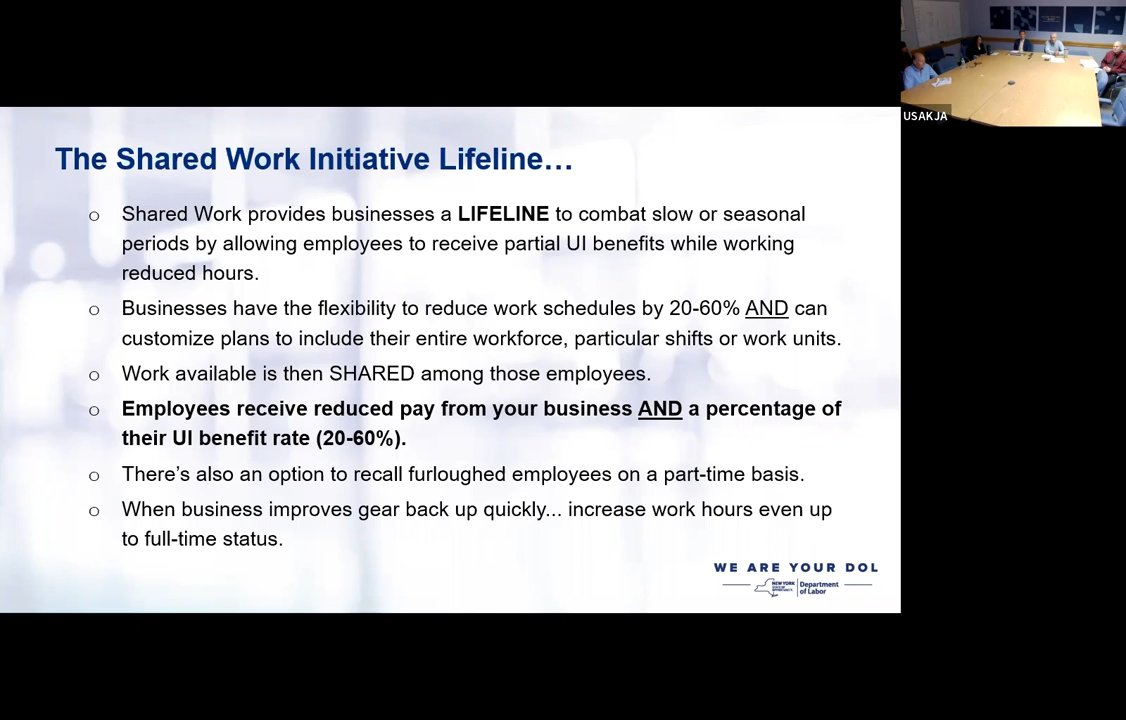 USAKJA
The Shared Work Initiative Lifeline…
o Shared Work provides businesses a LIFELINE to combat slow or seasonal
periods by allowing employees to receive partial UI benefits while working
reduced hours.
o Businesses have the flexibility to reduce work schedules by 20-60% AND can
customize plans to include their entire workforce, particular shifts or work units.
o Work available is then SHARED among those employees.
o Employees receive reduced pay from your business AND a percentage of
their UI benefit rate (20-60%).
o There’s also an option to recall furloughed employees on a part-time basis.
o When business improves gear back up quickly... increase work hours even up
to full-time status.
WE ARE YOUR DOL
NEW YORK
STATE OF
OPPORTUNITY.
Department
of Labor